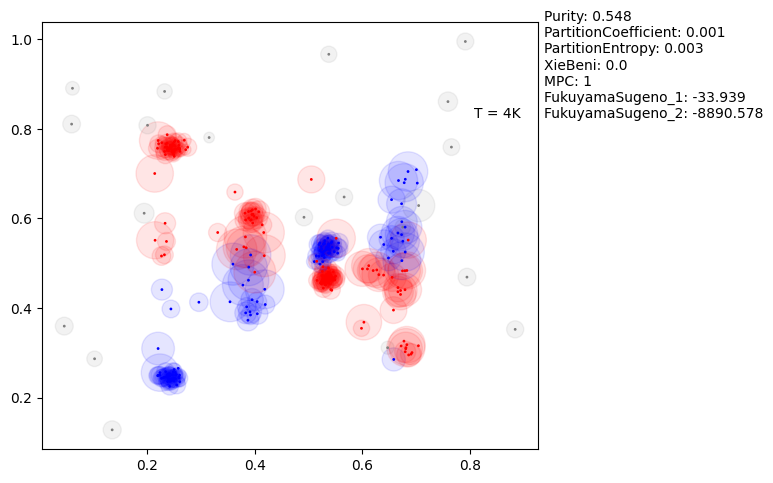 Purity: 0.548
PartitionCoefficient: 0.001
PartitionEntropy: 0.003
XieBeni: 0.0
MPC: 1
FukuyamaSugeno_1: -33.939
FukuyamaSugeno_2: -8890.578
T = 4K
1.0
0.8
0.6
0.4
0.2
0.2 0.4 0.6 0.8